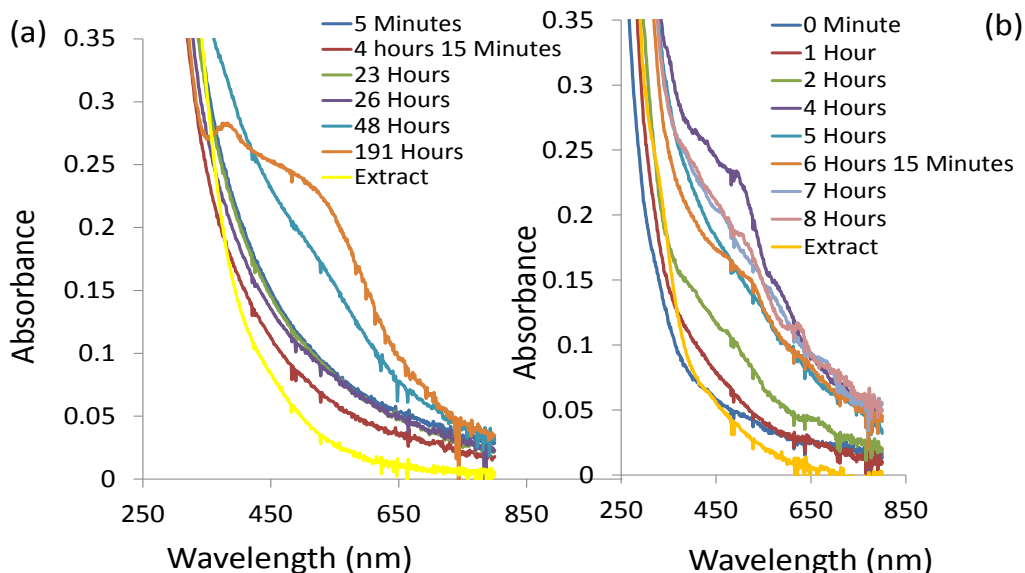 (a)
5 Minutes
4 hours 15 Minutes
23 Hours
26 Hours
48 Hours
191 Hours
Extract
0.35
0.3
0.25
0.2
0.15
0.1
0.05
0
Absorbance
250 450 650 850
Wavelength (nm)
(b)
0 Minute
1 Hour
2 Hours
4 Hours
5 Hours
6 Hours 15 Minutes
7 Hours
8 Hours
Extract
0.35
0.3
0.25
0.2
0.15
0.1
0.05
0
Absorbance
250 450 650 850
Wavelength (nm)